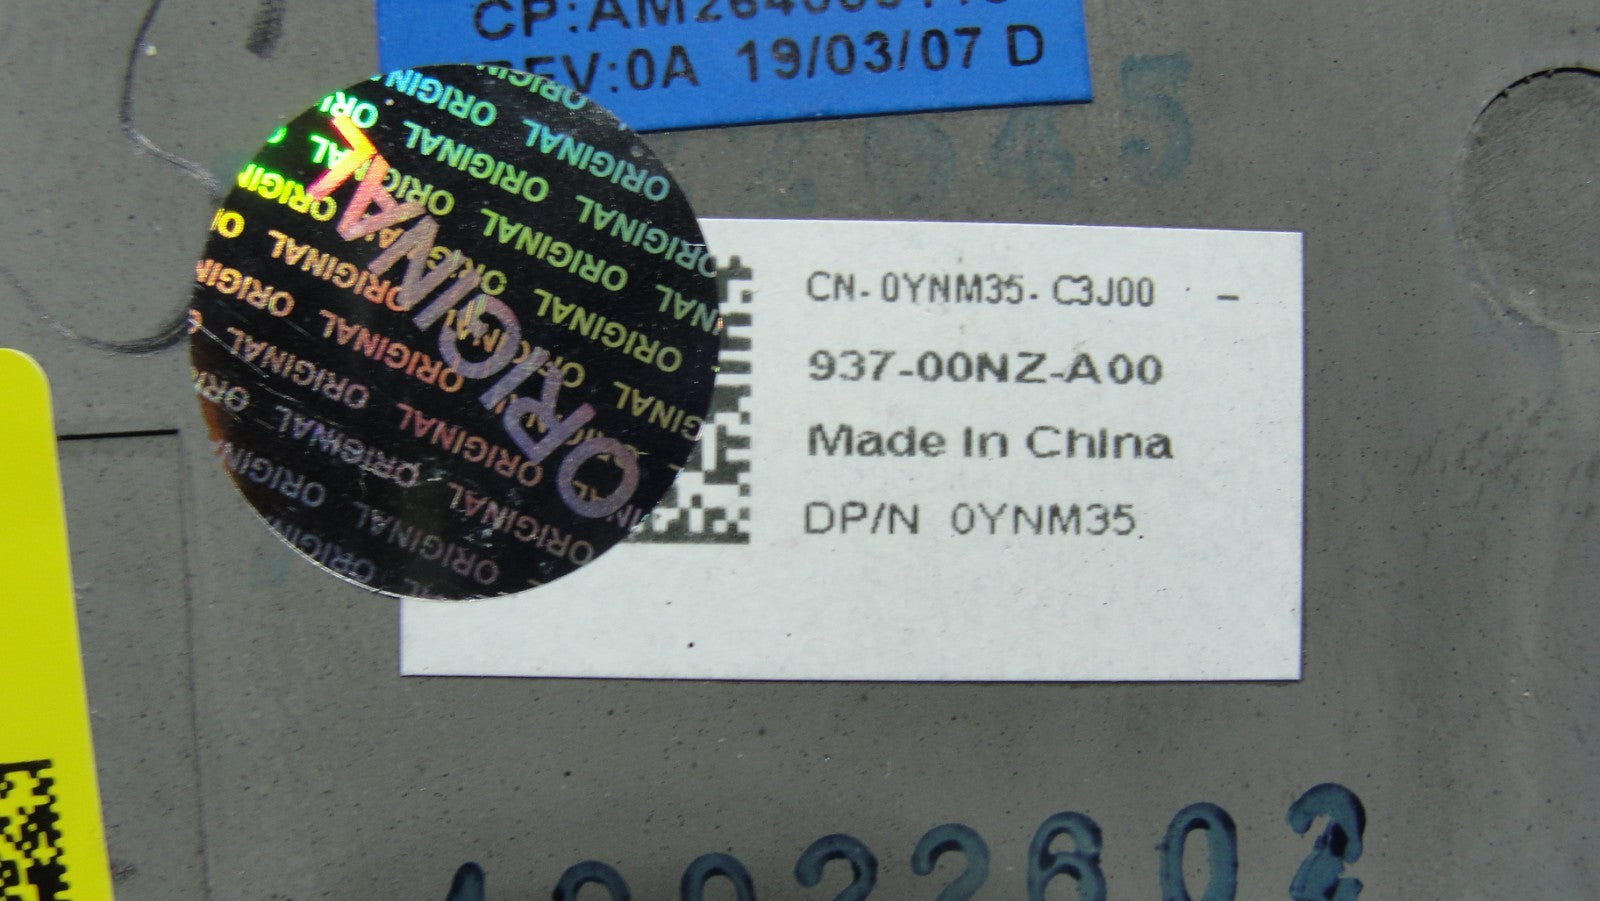 REV:0A 19/03/07 D
ORIGINAL
CN-0YNM35-C3J00 -
937-00NZ-A00
Made In China
DP/N 0YNM35